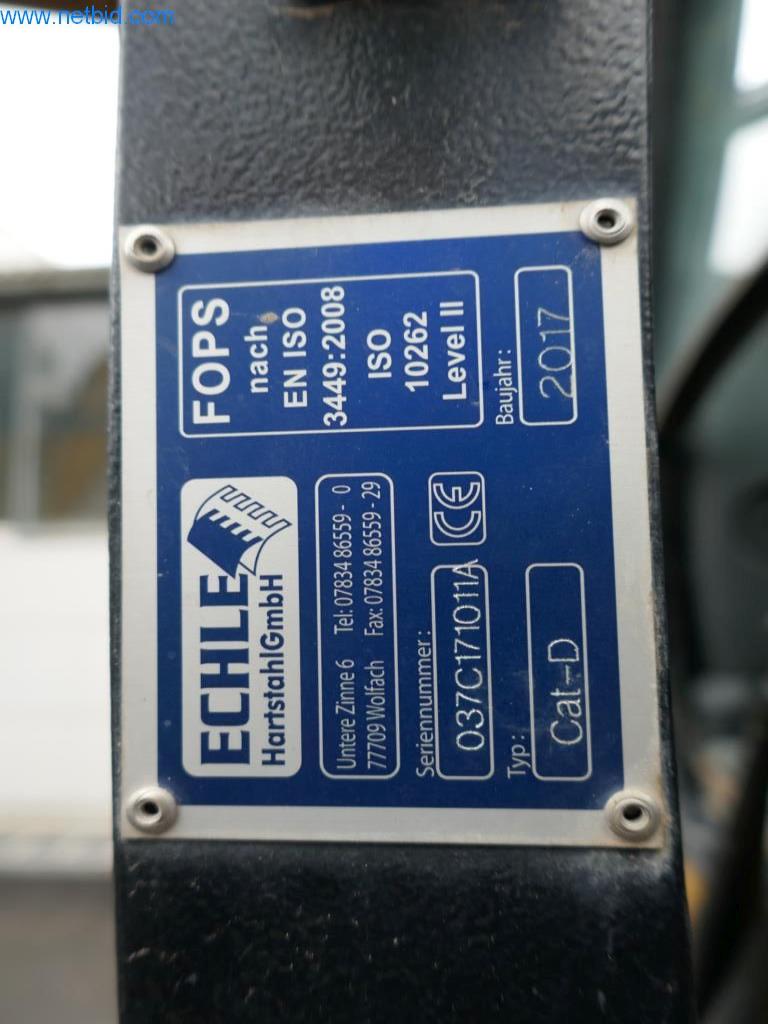 www.netbid.com
ECHLE
HartstahlGmbH
FOPS
nach
EN ISO
3449:2008
ISO
10262
Level II
Untere Zinne 6 Tel: 07834 86559 - 0
77709 Wolfach Fax: 07834 86559 - 29
Seriennummer:
037C171011A
CE
Baujahr:
2017
Typ:
Cat-D